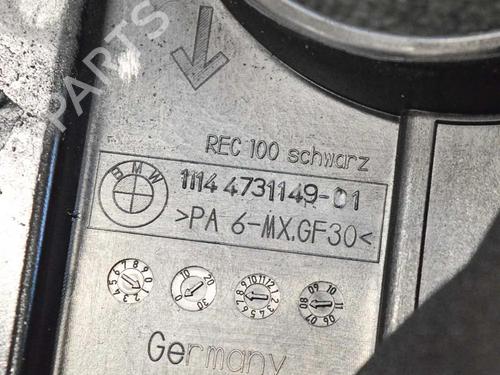 PARTS
REC 100 schwarz
BMW
1114 4731149-01
>PA 6-MX.GF30<
Germany